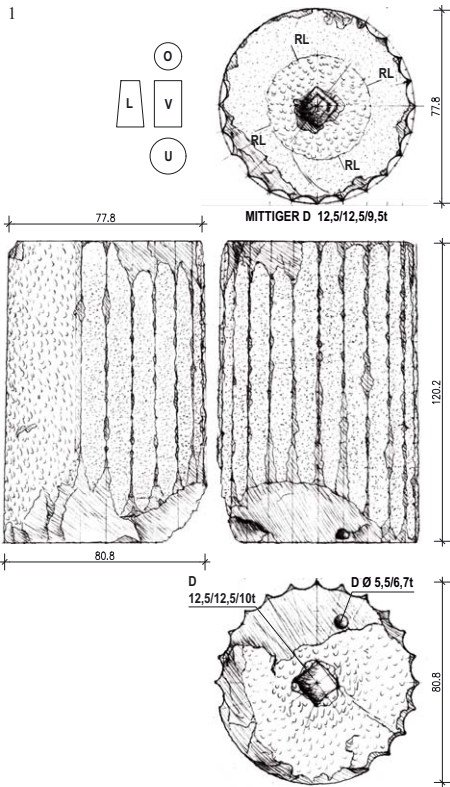 1
O
L V
U
RL
RL
RL
RL
77.8
MITTIGER D 12,5/12,5/9,5t
77.8
120.2
80.8
D
12,5/12,5/10t
D Ø 5,5/6,7t
80.8